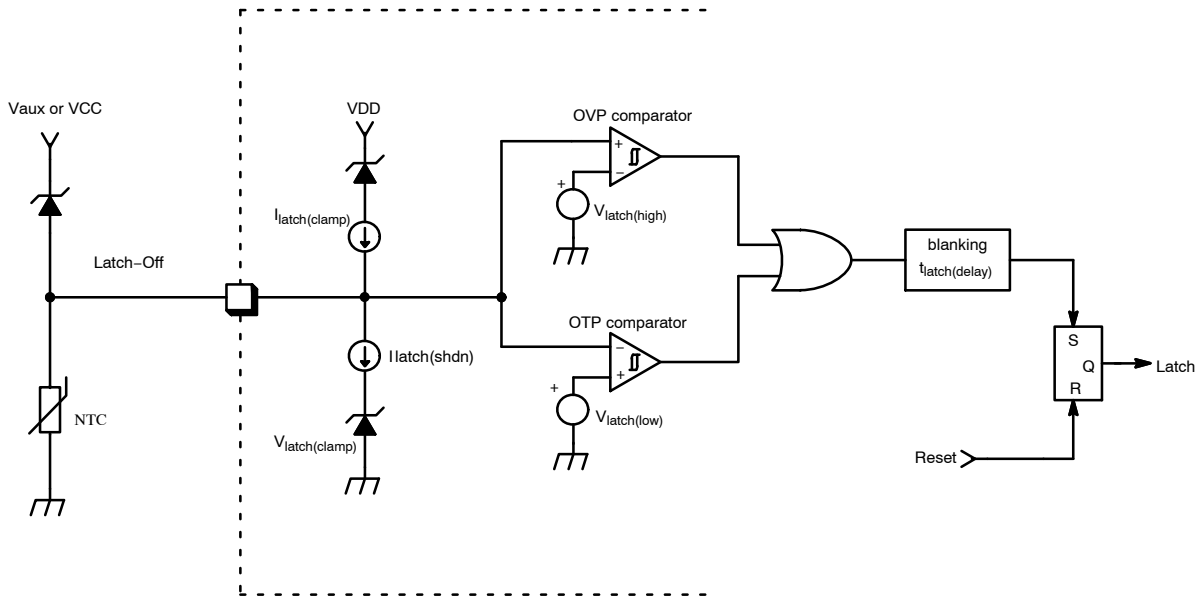 Vaux or VCC
VDD
OVP comparator
+
−
+
Ilatch(clamp)
Vlatch(high)
Latch−Off
blanking
tlatch(delay)
OTP comparator
−
+
+
Ilatch(shdn)
Vlatch(low)
S
Q
R
Latch
NTC
Vlatch(clamp)
Reset